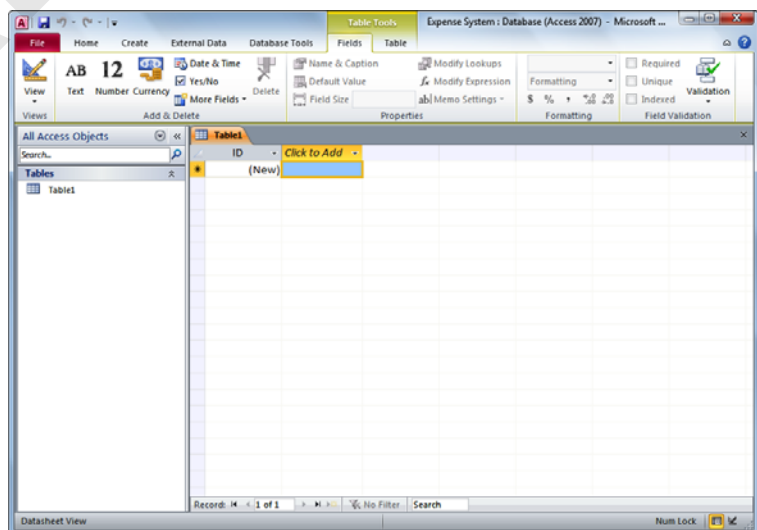 Table Tools Expense System : Database (Access 2007) - Microsoft ...
File Home Create External Data Database Tools Fields Table
View
Text
Number
Currency
Date & Time
Yes/No
More Fields
Delete
Name & Caption
Default Value
Field Size
Modify Lookups
Modify Expression
Memo Settings
Formatting
$ % ,
Required
Unique
Indexed
Validation
Views Add & Delete Properties Formatting Field Validation
All Access Objects
Search...
Tables
Table1
Table1
ID Click to Add
(New)
Record: 1 of 1 No Filter Search
Datasheet View Num Lock